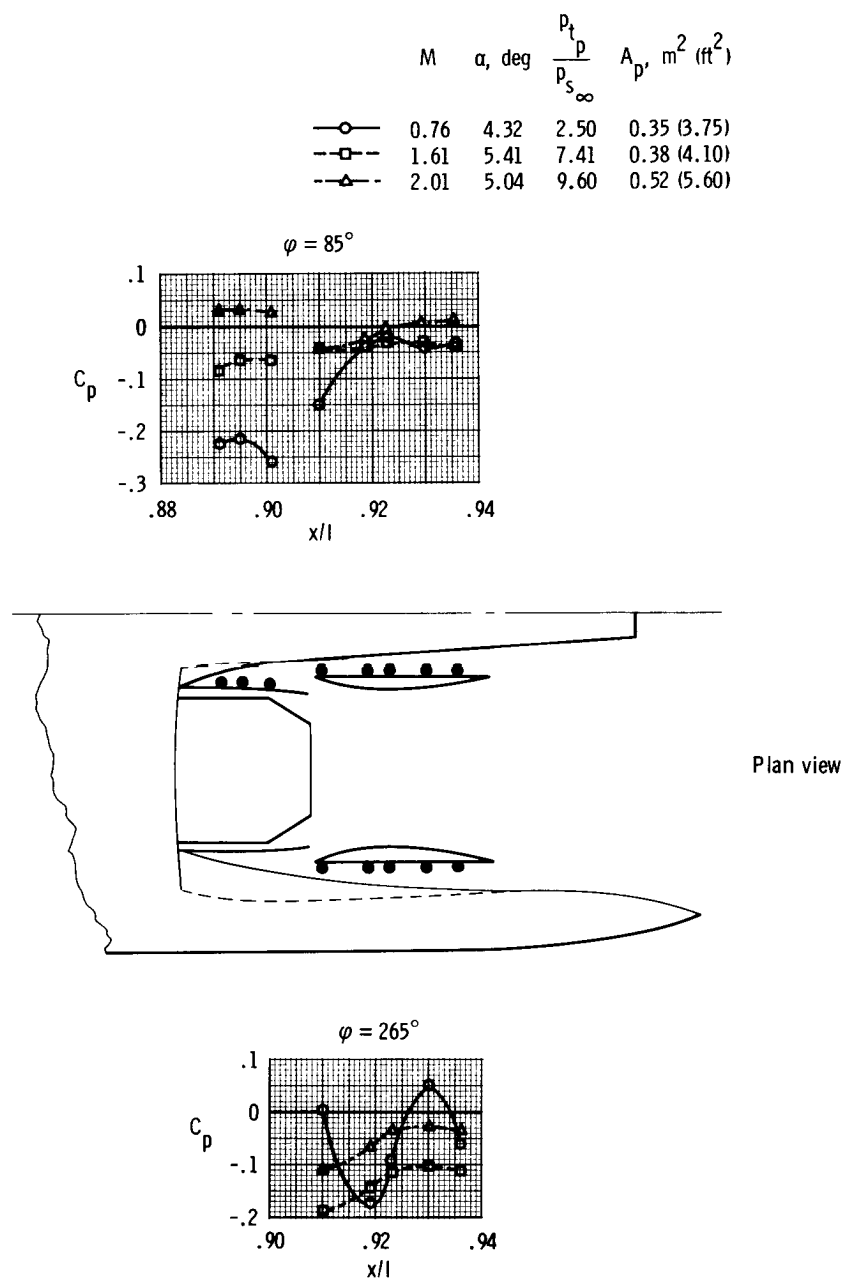 M α, deg p_tp/p_s∞ A_p, m² (ft²)
0.76 4.32 2.50 0.35 (3.75)
1.61 5.41 7.41 0.38 (4.10)
2.01 5.04 9.60 0.52 (5.60)
φ = 85°
.1
0
-.1
-.2
-.3
C_p
.88 .90 .92 .94
x/l
Plan view
φ = 265°
.1
0
-.1
-.2
C_p
.90 .92 .94
x/l